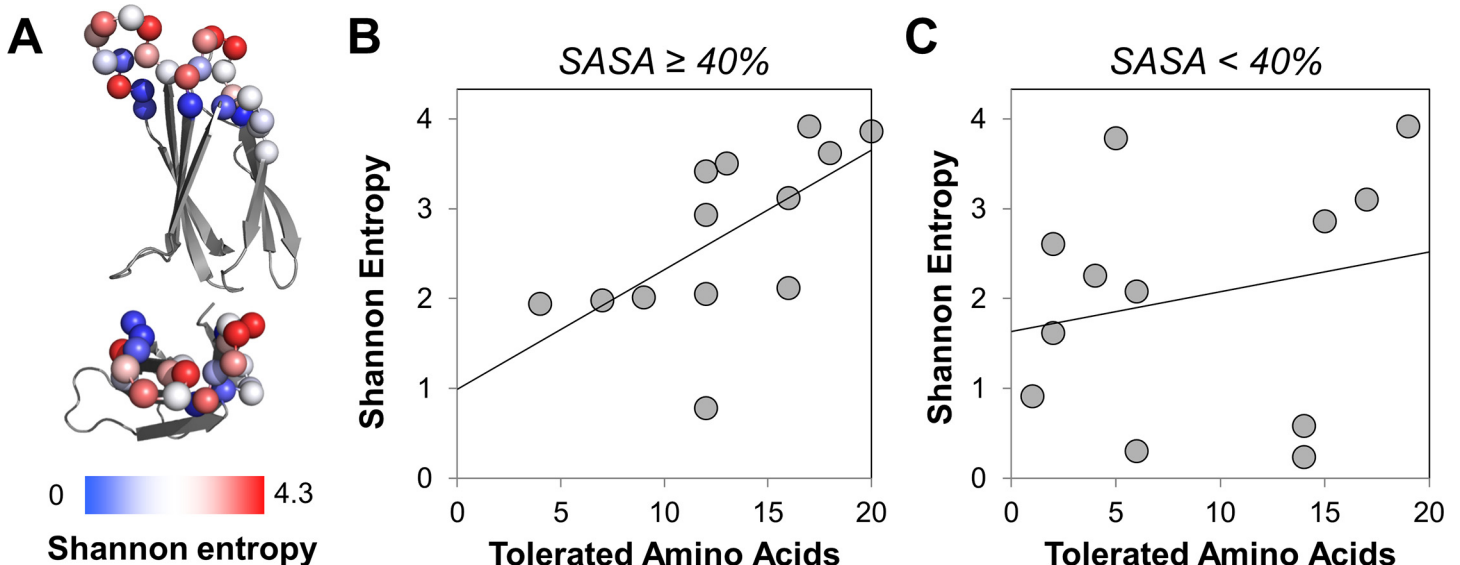 A
0
4.3
Shannon entropy
B
SASA ≥ 40%
Shannon Entropy
4
3
2
1
0
0 5 10 15 20
Tolerated Amino Acids
C
SASA < 40%
Shannon Entropy
4
3
2
1
0
0 5 10 15 20
Tolerated Amino Acids